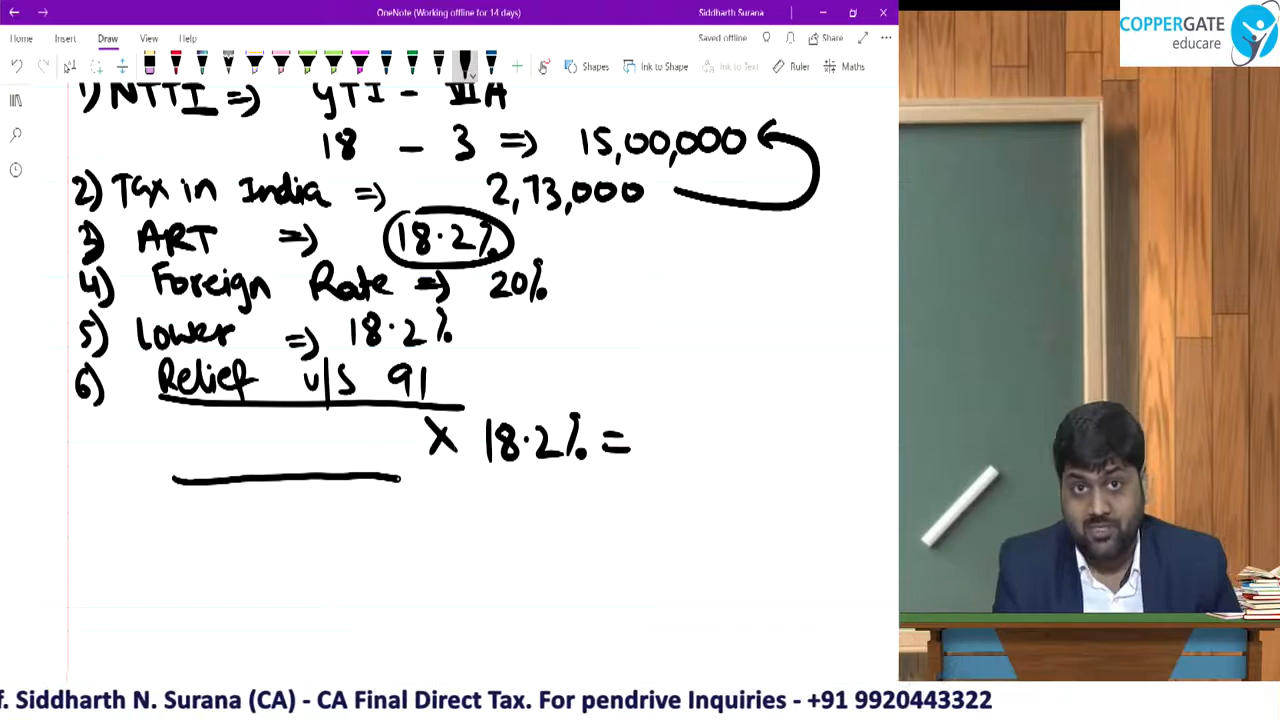 OneNote (Working offline for 14 days)
Siddharth Surana
COPPERGATE
educare
Home Insert Draw View Help
Saved offline
Share
Shapes
Ink to Shape
Ink to Text
Ruler
Maths
1) NTTI => GTI - VIA
18 - 3 => 15,00,000
2) Tax in India => 2,73,000
3) ART => 18.2%
4) Foreign Rate => 20%
5) Lower => 18.2%
6) Relief u/s 91
x 18.2% =
f. Siddharth N. Surana (CA) - CA Final Direct Tax. For pendrive Inquiries - +91 9920443322